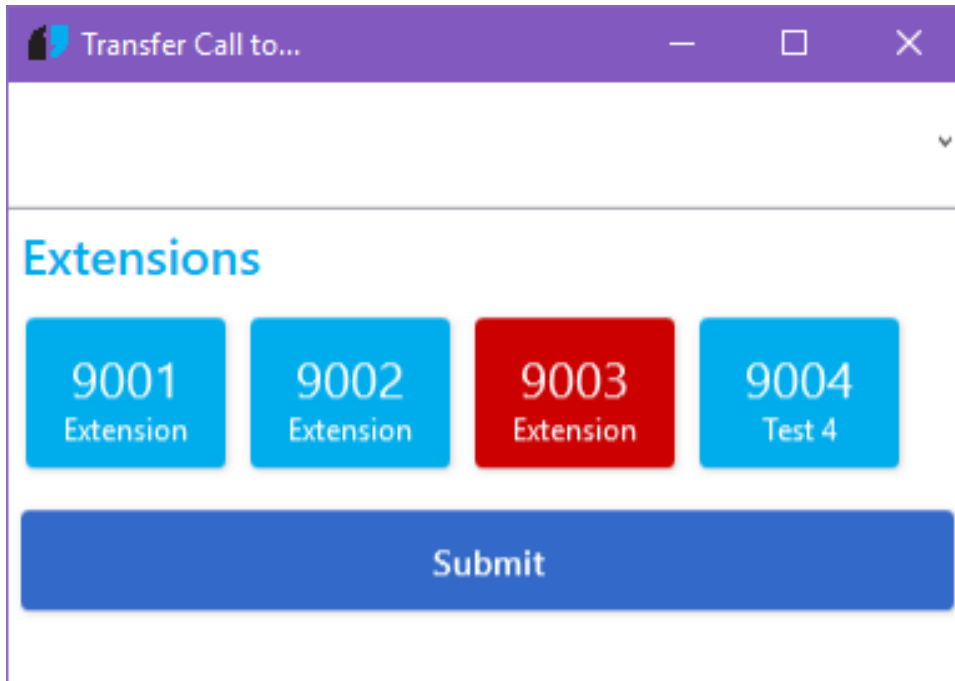 Transfer Call to...
Extensions
9001
Extension
9002
Extension
9003
Extension
9004
Test 4
Submit